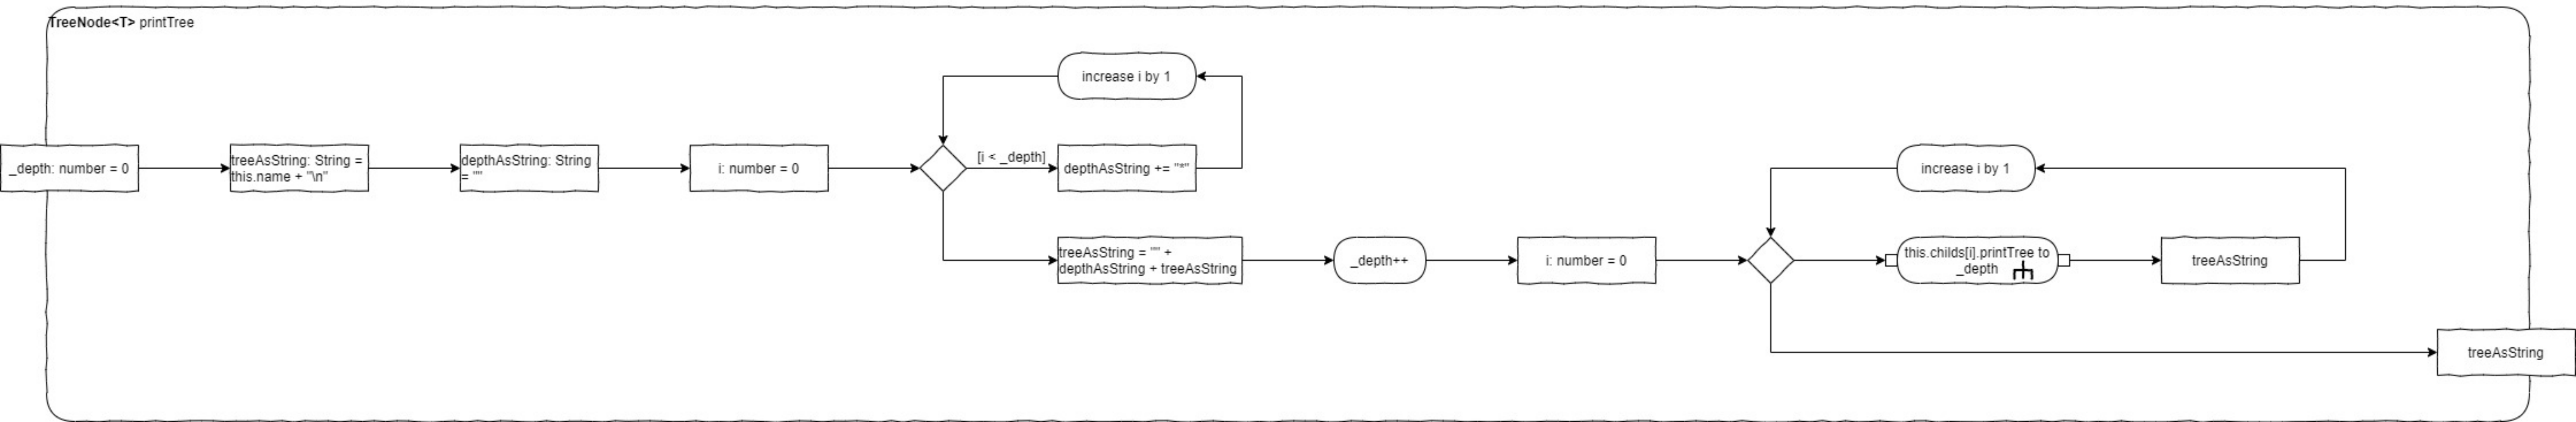 TreeNode<T> printTree
increase i by 1
_depth: number = 0
treeAsString: String =
this.name + "\n"
depthAsString: String
= ""
i: number = 0
[i < _depth]
depthAsString += "*"
increase i by 1
treeAsString = "" +
depthAsString + treeAsString
_depth++
i: number = 0
this.childs[i].printTree to
_depth
treeAsString
treeAsString